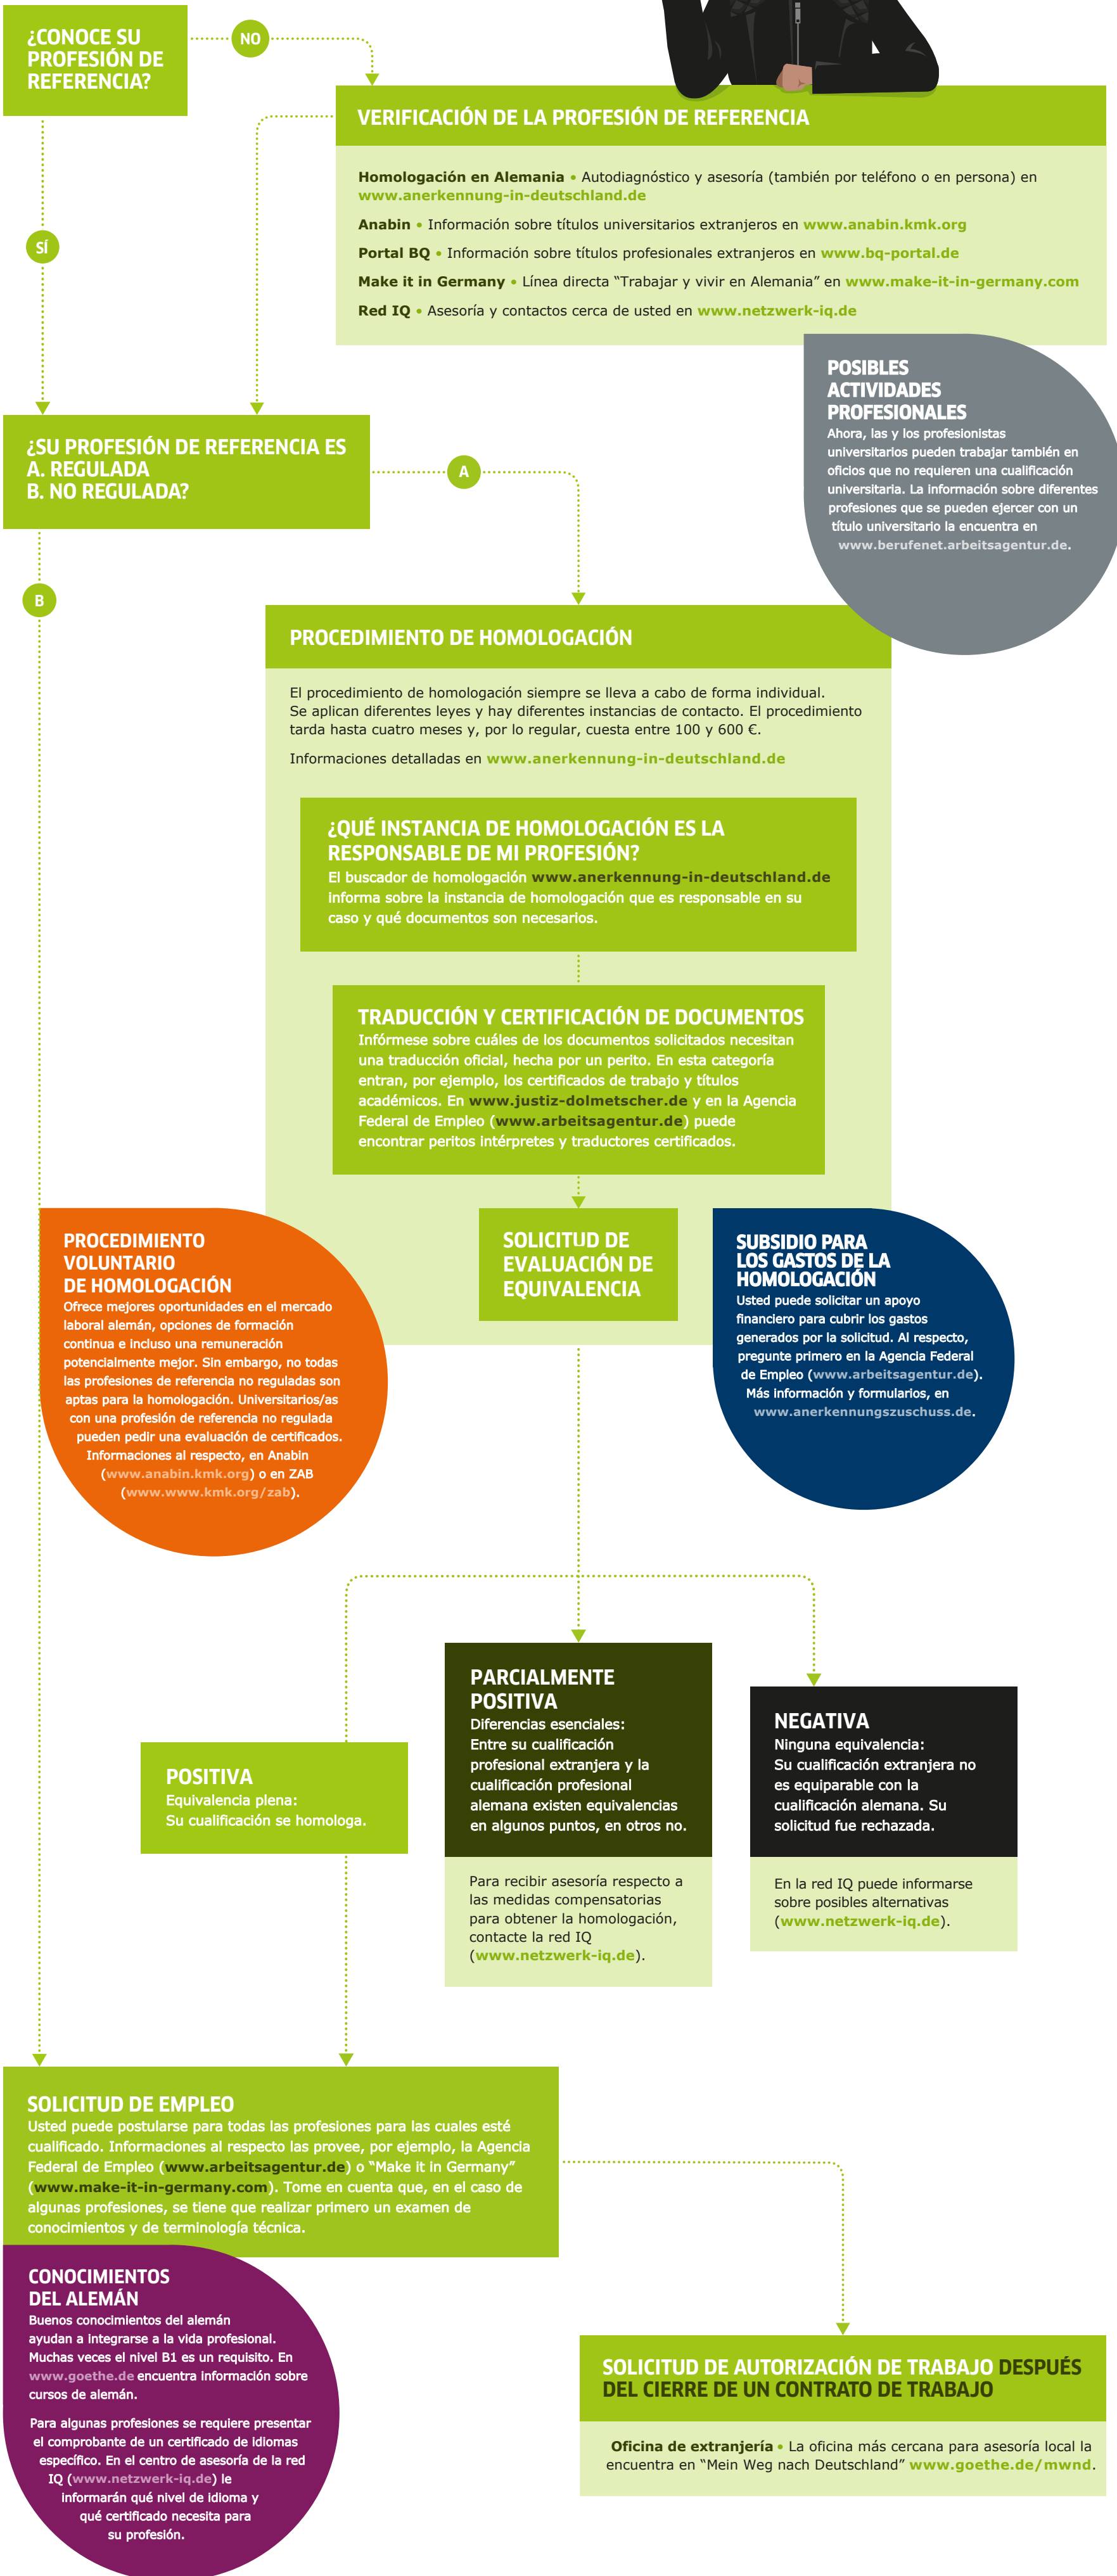 ¿CONOCE SU
PROFESIÓN DE
REFERENCIA?
NO
VERIFICACIÓN DE LA PROFESIÓN DE REFERENCIA
Homologación en Alemania • Autodiagnóstico y asesoría (también por teléfono o en persona) en
www.anerkennung-in-deutschland.de
Anabin • Información sobre títulos universitarios extranjeros en www.anabin.kmk.org
Portal BQ • Información sobre títulos profesionales extranjeros en www.bq-portal.de
Make it in Germany • Línea directa “Trabajar y vivir en Alemania” en www.make-it-in-germany.com
Red IQ • Asesoría y contactos cerca de usted en www.netzwerk-iq.de
SÍ
POSIBLES
ACTIVIDADES
PROFESIONALES
Ahora, las y los profesionistas
universitarios pueden trabajar también en
oficios que no requieren una cualificación
universitaria. La información sobre diferentes
profesiones que se pueden ejercer con un
título universitario la encuentra en
www.berufenet.arbeitsagentur.de.
¿SU PROFESIÓN DE REFERENCIA ES
A. REGULADA
B. NO REGULADA?
A
B
PROCEDIMIENTO DE HOMOLOGACIÓN
El procedimiento de homologación siempre se lleva a cabo de forma individual.
Se aplican diferentes leyes y hay diferentes instancias de contacto. El procedimiento
tarda hasta cuatro meses y, por lo regular, cuesta entre 100 y 600 €.
Informaciones detalladas en www.anerkennung-in-deutschland.de
¿QUÉ INSTANCIA DE HOMOLOGACIÓN ES LA
RESPONSABLE DE MI PROFESIÓN?
El buscador de homologación www.anerkennung-in-deutschland.de
informa sobre la instancia de homologación que es responsable en su
caso y qué documentos son necesarios.
TRADUCCIÓN Y CERTIFICACIÓN DE DOCUMENTOS
Infórmese sobre cuáles de los documentos solicitados necesitan
una traducción oficial, hecha por un perito. En esta categoría
entran, por ejemplo, los certificados de trabajo y títulos
académicos. En www.justiz-dolmetscher.de y en la Agencia
Federal de Empleo (www.arbeitsagentur.de) puede
encontrar peritos intérpretes y traductores certificados.
PROCEDIMIENTO
VOLUNTARIO
DE HOMOLOGACIÓN
Ofrece mejores oportunidades en el mercado
laboral alemán, opciones de formación
continua e incluso una remuneración
potencialmente mejor. Sin embargo, no todas
las profesiones de referencia no reguladas son
aptas para la homologación. Universitarios/as
con una profesión de referencia no regulada
pueden pedir una evaluación de certificados.
Informaciones al respecto, en Anabin
(www.anabin.kmk.org) o en ZAB
(www.www.kmk.org/zab).
SOLICITUD DE
EVALUACIÓN DE
EQUIVALENCIA
SUBSIDIO PARA
LOS GASTOS DE LA
HOMOLOGACIÓN
Usted puede solicitar un apoyo
financiero para cubrir los gastos
generados por la solicitud. Al respecto,
pregunte primero en la Agencia Federal
de Empleo (www.arbeitsagentur.de).
Más información y formularios, en
www.anerkennungszuschuss.de.
POSITIVA
Equivalencia plena:
Su cualificación se homologa.
PARCIALMENTE
POSITIVA
Diferencias esenciales:
Entre su cualificación
profesional extranjera y la
cualificación profesional
alemana existen equivalencias
en algunos puntos, en otros no.
Para recibir asesoría respecto a
las medidas compensatorias
para obtener la homologación,
contacte la red IQ
(www.netzwerk-iq.de).
NEGATIVA
Ninguna equivalencia:
Su cualificación extranjera no
es equiparable con la
cualificación alemana. Su
solicitud fue rechazada.
En la red IQ puede informarse
sobre posibles alternativas
(www.netzwerk-iq.de).
SOLICITUD DE EMPLEO
Usted puede postularse para todas las profesiones para las cuales esté
cualificado. Informaciones al respecto las provee, por ejemplo, la Agencia
Federal de Empleo (www.arbeitsagentur.de) o “Make it in Germany”
(www.make-it-in-germany.com). Tome en cuenta que, en el caso de
algunas profesiones, se tiene que realizar primero un examen de
conocimientos y de terminología técnica.
CONOCIMIENTOS
DEL ALEMÁN
Buenos conocimientos del alemán
ayudan a integrarse a la vida profesional.
Muchas veces el nivel B1 es un requisito. En
www.goethe.de encuentra información sobre
cursos de alemán.
Para algunas profesiones se requiere presentar
el comprobante de un certificado de idiomas
específico. En el centro de asesoría de la red
IQ (www.netzwerk-iq.de) le
informarán qué nivel de idioma y
qué certificado necesita para
su profesión.
SOLICITUD DE AUTORIZACIÓN DE TRABAJO DESPUÉS
DEL CIERRE DE UN CONTRATO DE TRABAJO
Oficina de extranjería • La oficina más cercana para asesoría local la
encuentra en “Mein Weg nach Deutschland” www.goethe.de/mwnd.